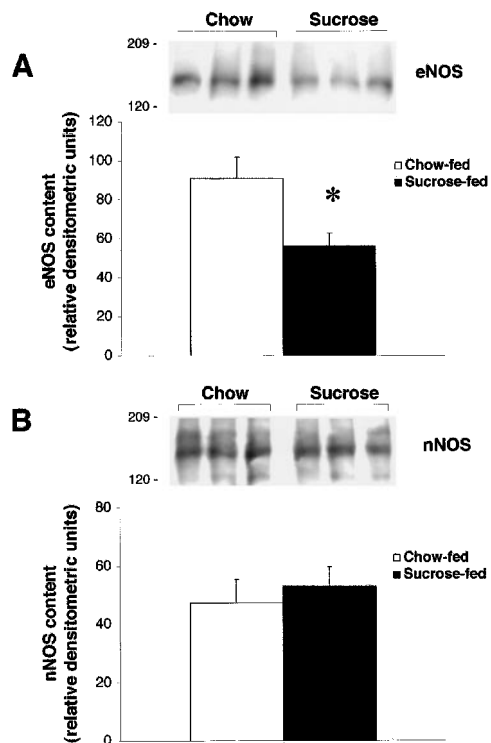 Chow Sucrose
209 -
A
eNOS
120 -
120
100
80
60
40
20
0
eNOS content
(relative densitometric units)
*
Chow-fed
Sucrose-fed
Chow Sucrose
209 -
B
nNOS
120 -
80
60
40
20
0
nNOS content
(relative densitometric units)
Chow-fed
Sucrose-fed